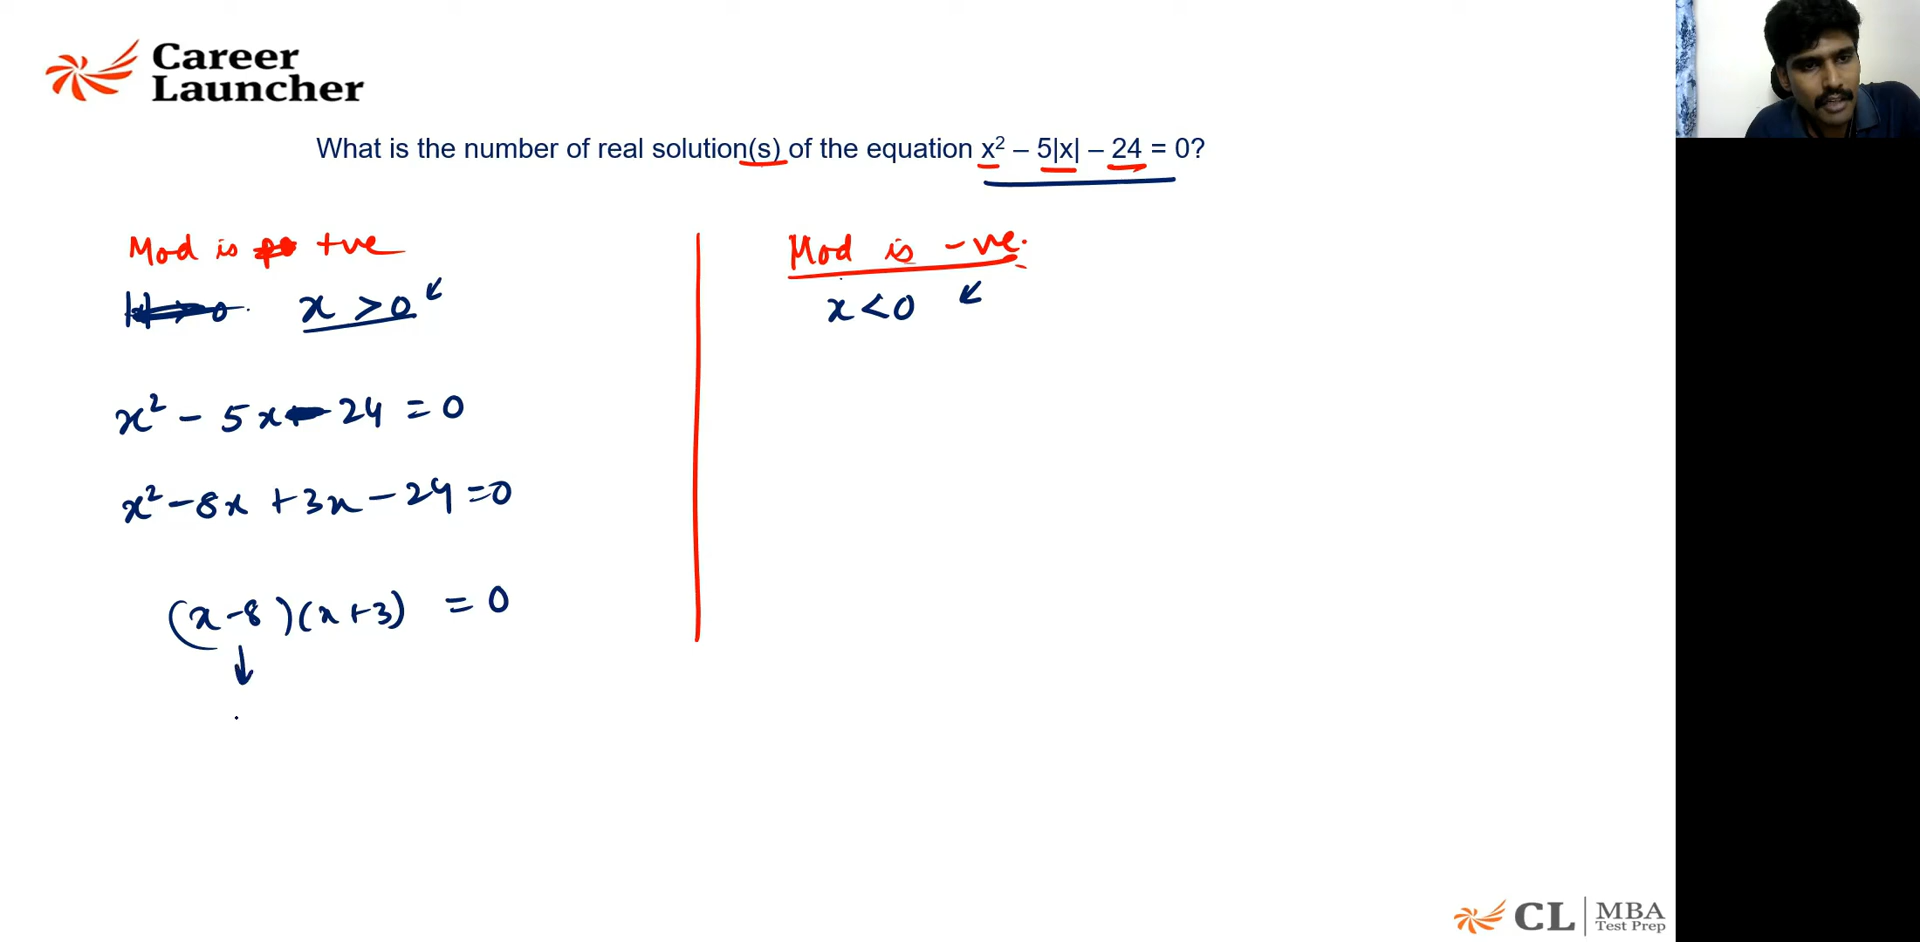 Career
Launcher
What is the number of real solution(s) of the equation x² – 5|x| – 24 = 0?
Mod is +ve
x > 0
x² - 5x - 24 = 0
x² - 8x + 3x - 24 = 0
(x - 8)(x + 3) = 0
Mod is -ve.
x < 0
CL MBA
Test Prep